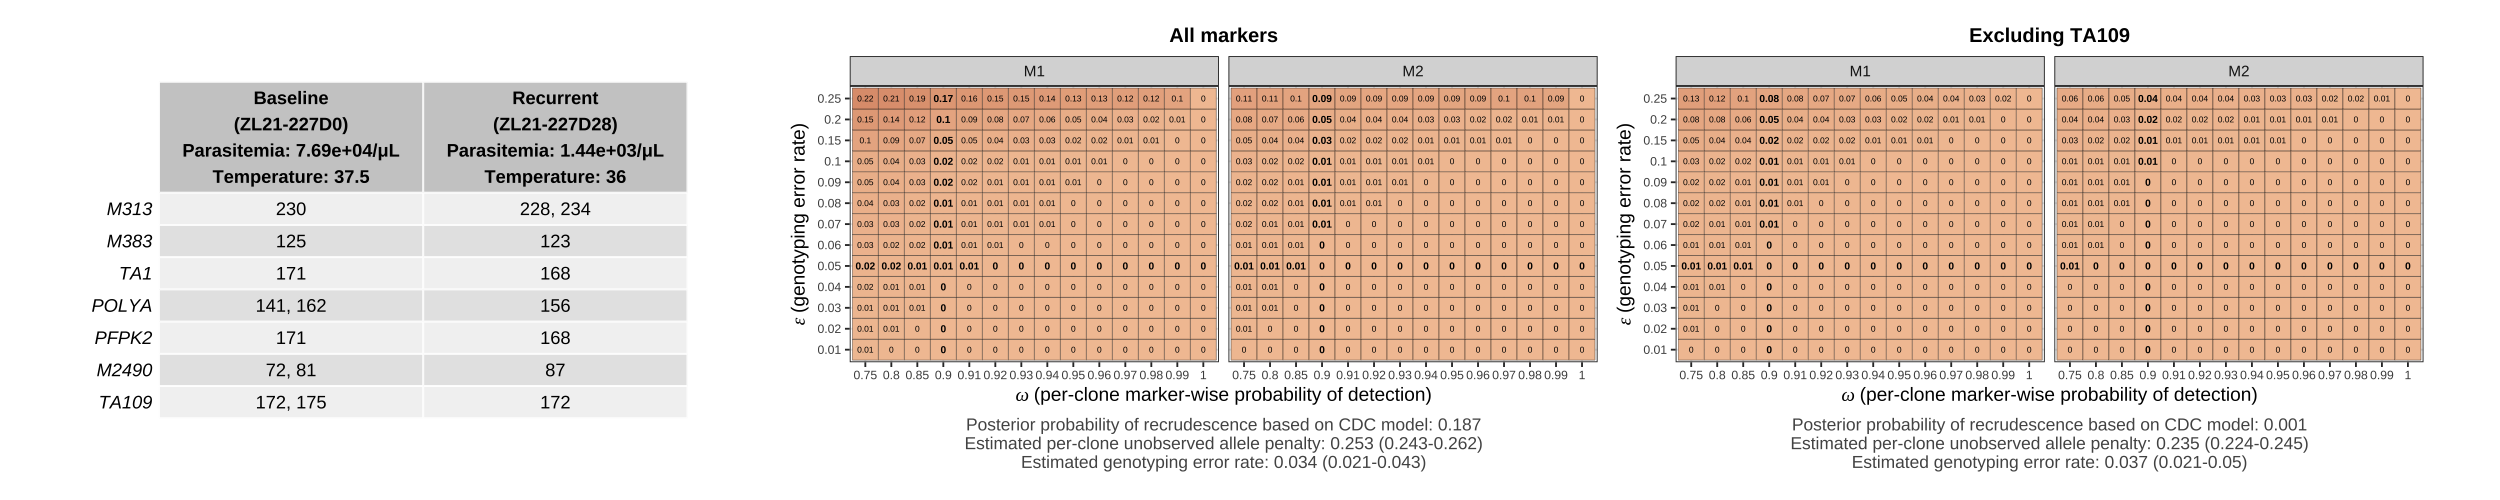 All markers
M1
M2
ε (genotyping error rate)
0.25 0.22 0.21 0.19 0.17 0.16 0.15 0.15 0.14 0.13 0.13 0.12 0.12 0.1 0 0.11 0.11 0.1 0.09 0.09 0.09 0.09 0.09 0.09 0.09 0.1 0.1 0.09 0
0.2 0.15 0.14 0.12 0.1 0.09 0.08 0.07 0.06 0.05 0.04 0.03 0.02 0.01 0 0.08 0.07 0.06 0.05 0.04 0.04 0.04 0.03 0.03 0.02 0.02 0.01 0.01 0
0.15 0.1 0.09 0.07 0.05 0.05 0.04 0.03 0.03 0.02 0.02 0.01 0.01 0 0 0.05 0.04 0.04 0.03 0.02 0.02 0.02 0.01 0.01 0.01 0.01 0 0 0
0.1 0.05 0.04 0.03 0.02 0.02 0.02 0.01 0.01 0.01 0.01 0 0 0 0 0.03 0.02 0.02 0.01 0.01 0.01 0.01 0.01 0 0 0 0 0 0
0.09 0.05 0.04 0.03 0.02 0.02 0.01 0.01 0.01 0.01 0 0 0 0 0 0.02 0.02 0.02 0.01 0.01 0.01 0.01 0 0 0 0 0 0 0
0.08 0.04 0.03 0.02 0.01 0.01 0.01 0.01 0.01 0 0 0 0 0 0 0.02 0.02 0.01 0.01 0.01 0.01 0 0 0 0 0 0 0 0
0.07 0.03 0.03 0.02 0.01 0.01 0.01 0.01 0.01 0 0 0 0 0 0 0.02 0.01 0.01 0.01 0 0 0 0 0 0 0 0 0 0
0.06 0.03 0.02 0.02 0.01 0.01 0.01 0 0 0 0 0 0 0 0 0.01 0.01 0.01 0 0 0 0 0 0 0 0 0 0 0
0.05 0.02 0.02 0.01 0.01 0.01 0 0 0 0 0 0 0 0 0 0.01 0.01 0.01 0 0 0 0 0 0 0 0 0 0 0
0.04 0.02 0.01 0.01 0 0 0 0 0 0 0 0 0 0 0 0.01 0.01 0 0 0 0 0 0 0 0 0 0 0 0
0.03 0.01 0.01 0.01 0 0 0 0 0 0 0 0 0 0 0 0.01 0.01 0 0 0 0 0 0 0 0 0 0 0 0
0.02 0.01 0.01 0 0 0 0 0 0 0 0 0 0 0 0 0.01 0 0 0 0 0 0 0 0 0 0 0 0 0
0.01 0.01 0 0 0 0 0 0 0 0 0 0 0 0 0 0 0 0 0 0 0 0 0 0 0 0 0 0 0
0.75 0.8 0.85 0.9 0.91 0.92 0.93 0.94 0.95 0.96 0.97 0.98 0.99 1 0.75 0.8 0.85 0.9 0.91 0.92 0.93 0.94 0.95 0.96 0.97 0.98 0.99 1
ω (per-clone marker-wise probability of detection)
Posterior probability of recrudescence based on CDC model: 0.187
Estimated per-clone unobserved allele penalty: 0.253 (0.243-0.262)
Estimated genotyping error rate: 0.034 (0.021-0.043)
Excluding TA109
M1
M2
ε (genotyping error rate)
0.25 0.13 0.12 0.1 0.08 0.08 0.07 0.07 0.06 0.05 0.04 0.04 0.03 0.02 0 0.06 0.06 0.05 0.04 0.04 0.04 0.04 0.03 0.03 0.03 0.02 0.02 0.01 0
0.2 0.08 0.08 0.06 0.05 0.04 0.04 0.03 0.03 0.02 0.02 0.01 0.01 0 0 0.04 0.04 0.03 0.02 0.02 0.02 0.02 0.01 0.01 0.01 0.01 0 0 0
0.15 0.05 0.04 0.04 0.02 0.02 0.02 0.02 0.01 0.01 0.01 0 0 0 0 0.03 0.02 0.02 0.01 0.01 0.01 0.01 0.01 0.01 0 0 0 0 0
0.1 0.03 0.02 0.02 0.01 0.01 0.01 0.01 0 0 0 0 0 0 0 0.01 0.01 0.01 0.01 0 0 0 0 0 0 0 0 0 0
0.09 0.02 0.02 0.01 0.01 0.01 0.01 0 0 0 0 0 0 0 0 0.01 0.01 0.01 0 0 0 0 0 0 0 0 0 0 0
0.08 0.02 0.02 0.01 0.01 0.01 0 0 0 0 0 0 0 0 0 0.01 0.01 0.01 0 0 0 0 0 0 0 0 0 0 0
0.07 0.02 0.01 0.01 0.01 0 0 0 0 0 0 0 0 0 0 0.01 0.01 0 0 0 0 0 0 0 0 0 0 0 0
0.06 0.01 0.01 0.01 0 0 0 0 0 0 0 0 0 0 0 0.01 0.01 0 0 0 0 0 0 0 0 0 0 0 0
0.05 0.01 0.01 0.01 0 0 0 0 0 0 0 0 0 0 0 0.01 0 0 0 0 0 0 0 0 0 0 0 0 0
0.04 0.01 0.01 0 0 0 0 0 0 0 0 0 0 0 0 0 0 0 0 0 0 0 0 0 0 0 0 0 0
0.03 0.01 0 0 0 0 0 0 0 0 0 0 0 0 0 0 0 0 0 0 0 0 0 0 0 0 0 0 0
0.02 0.01 0 0 0 0 0 0 0 0 0 0 0 0 0 0 0 0 0 0 0 0 0 0 0 0 0 0 0
0.01 0 0 0 0 0 0 0 0 0 0 0 0 0 0 0 0 0 0 0 0 0 0 0 0 0 0 0 0
0.75 0.8 0.85 0.9 0.91 0.92 0.93 0.94 0.95 0.96 0.97 0.98 0.99 1 0.75 0.8 0.85 0.9 0.91 0.92 0.93 0.94 0.95 0.96 0.97 0.98 0.99 1
ω (per-clone marker-wise probability of detection)
Posterior probability of recrudescence based on CDC model: 0.001
Estimated per-clone unobserved allele penalty: 0.235 (0.224-0.245)
Estimated genotyping error rate: 0.037 (0.021-0.05)
Baseline
(ZL21-227D0)
Parasitemia: 7.69e+04/μL
Temperature: 37.5
Recurrent
(ZL21-227D28)
Parasitemia: 1.44e+03/μL
Temperature: 36
M313 230 228, 234
M383 125 123
TA1 171 168
POLYA 141, 162 156
PFPK2 171 168
M2490 72, 81 87
TA109 172, 175 172